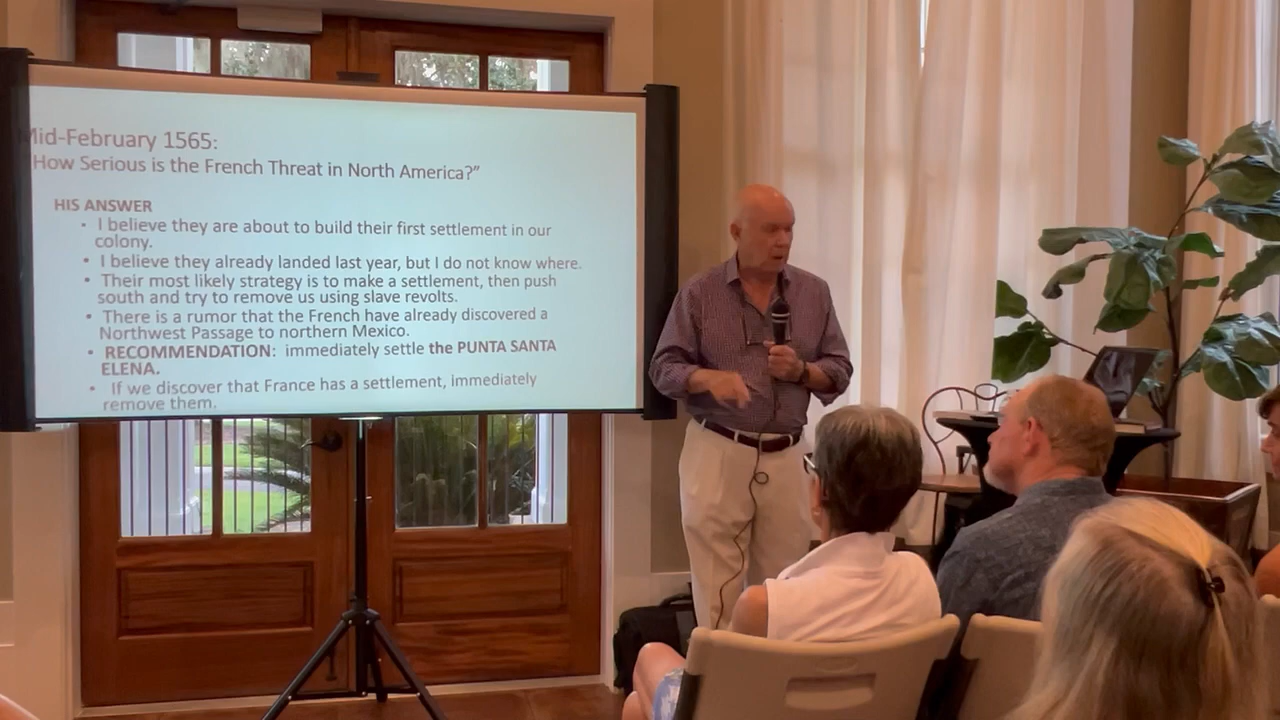 Mid-February 1565:
How Serious is the French Threat in North America?”
HIS ANSWER
• I believe they are about to build their first settlement in our
colony.
• I believe they already landed last year, but I do not know where.
• Their most likely strategy is to make a settlement, then push
south and try to remove us using slave revolts.
• There is a rumor that the French have already discovered a
Northwest Passage to northern Mexico.
• RECOMMENDATION: immediately settle the PUNTA SANTA
ELENA.
• If we discover that France has a settlement, immediately
remove them.